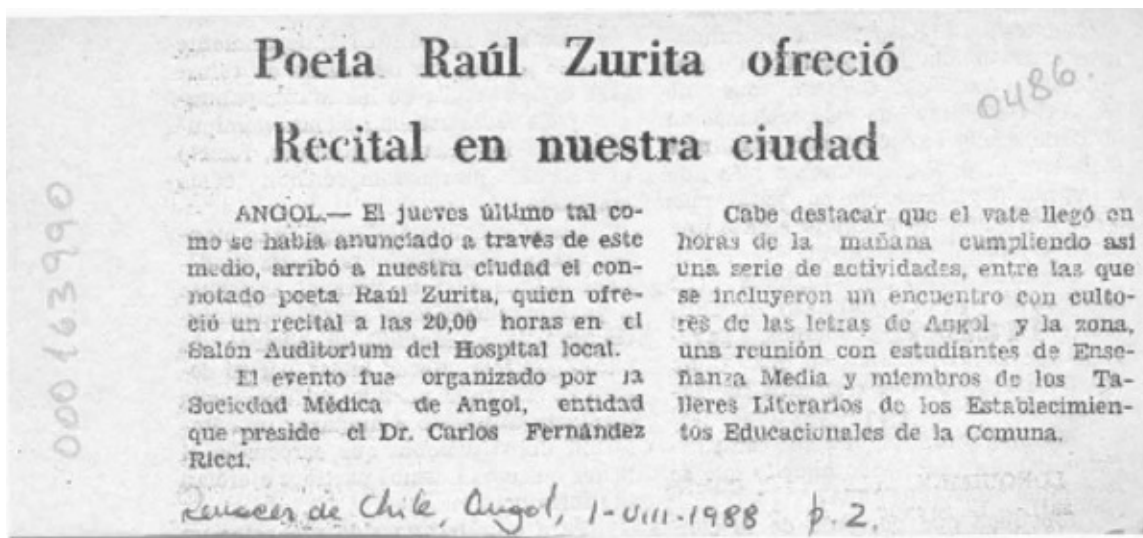 Poeta Raúl Zurita ofreció
Recital en nuestra ciudad
0486.
000163990
ANGOL.— El jueves último tal co-
mo se había anunciado a través de este
medio, arribó a nuestra ciudad el con-
notado poeta Raúl Zurita, quien ofre-
ció un recital a las 20,00 horas en el
Salón Auditorium del Hospital local.
El evento fue organizado por la
Sociedad Médica de Angol, entidad
que preside el Dr. Carlos Fernández
Ricci.
Cabe destacar que el vate llegó en
horas de la mañana cumpliendo así
una serie de actividades, entre las que
se incluyeron un encuentro con culto-
res de las letras de Angol y la zona,
una reunión con estudiantes de Ense-
ñanza Media y miembros de los Ta-
lleres Literarios de los Establecimien-
tos Educacionales de la Comuna.
Renacer de Chile, Angol, 1-VIII-1988 p. 2.